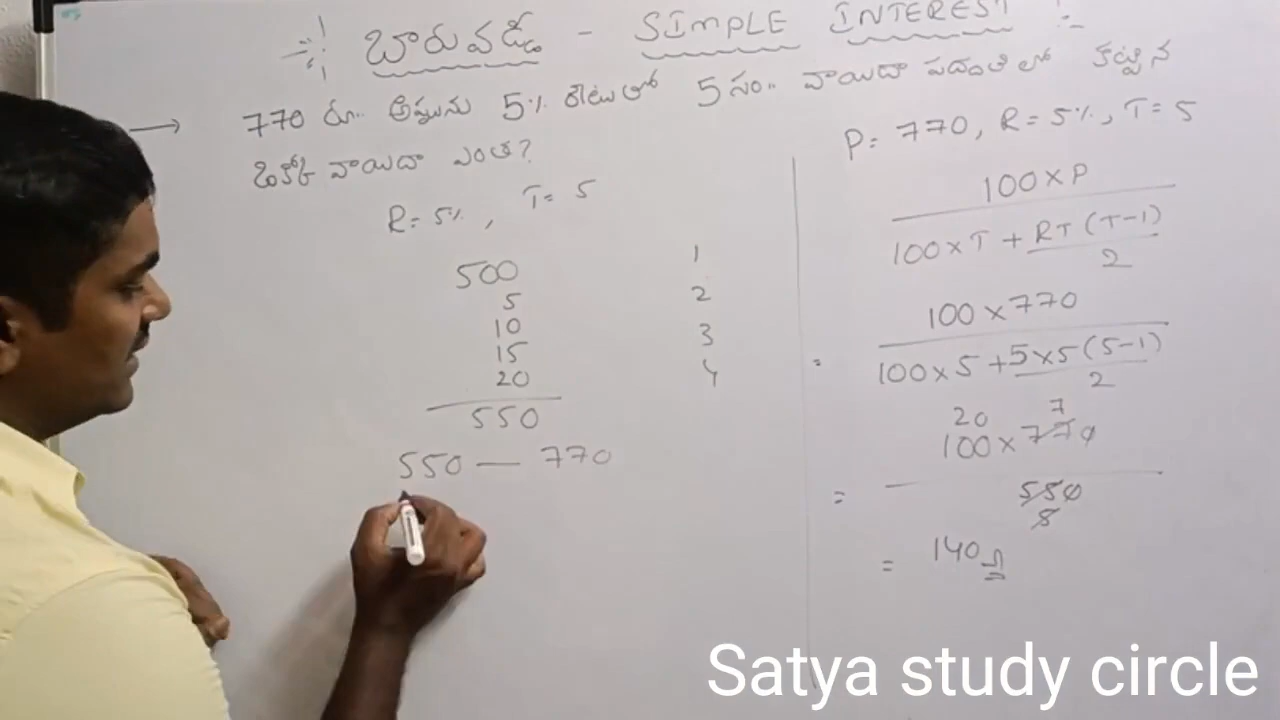 బారువడ్డీ - SIMPLE INTEREST :-
→ 770 రూ.. అప్పును 5% రేటుతో 5 సం.. వాయిదా పద్దతిలో కట్టిన
ఒకో వాయిదా ఎంత?
R= 5%, T= 5
500 1
5 2
10 3
15 4
20
550
550 — 770
P= 770, R= 5%, T= 5
100 x P
100 x T + RT (T-1)
2
100 x 770
= 100 x 5 + 5 x 5 (5-1)
2
20 7
100 x 770
= 550
5
= 140
Satya study circle